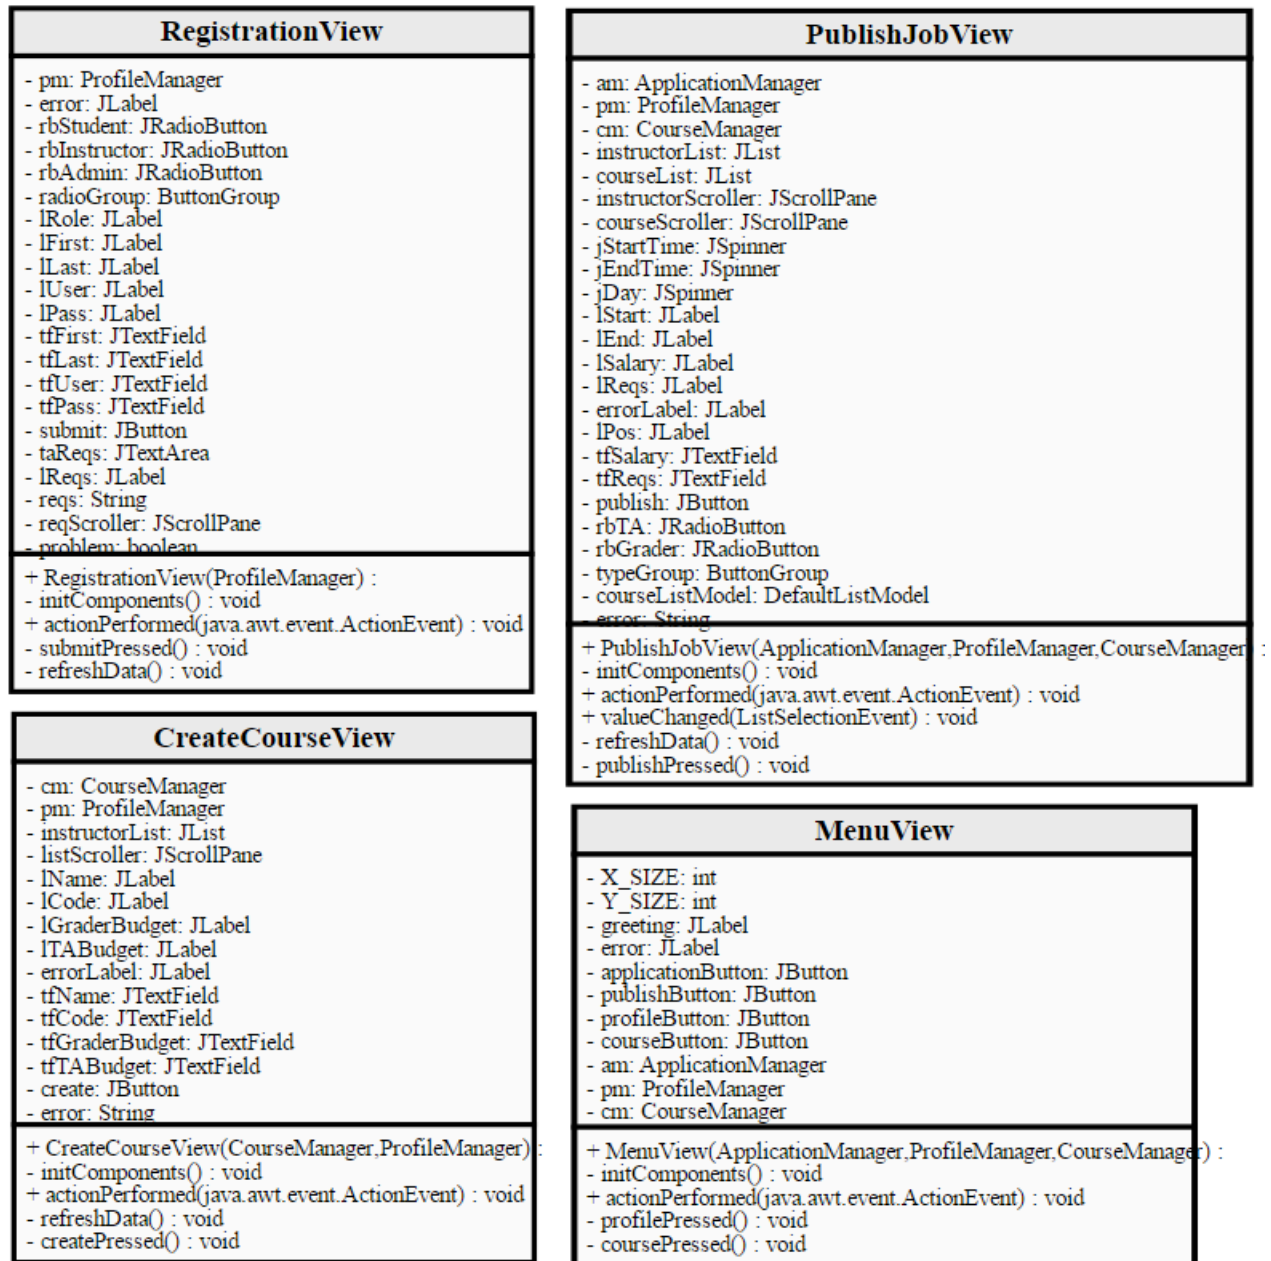 RegistrationView
- pm: ProfileManager
- error: JLabel
- rbStudent: JRadioButton
- rbInstructor: JRadioButton
- rbAdmin: JRadioButton
- radioGroup: ButtonGroup
- lRole: JLabel
- lFirst: JLabel
- lLast: JLabel
- lUser: JLabel
- lPass: JLabel
- tfFirst: JTextField
- tfLast: JTextField
- tfUser: JTextField
- tfPass: JTextField
- submit: JButton
- taReqs: JTextArea
- lReqs: JLabel
- reqs: String
- reqScroller: JScrollPane
- problem: boolean
+ RegistrationView(ProfileManager) :
- initComponents() : void
+ actionPerformed(java.awt.event.ActionEvent) : void
- submitPressed() : void
- refreshData() : void
CreateCourseView
- cm: CourseManager
- pm: ProfileManager
- instructorList: JList
- listScroller: JScrollPane
- lName: JLabel
- lCode: JLabel
- lGraderBudget: JLabel
- lTABudget: JLabel
- errorLabel: JLabel
- tfName: JTextField
- tfCode: JTextField
- tfGraderBudget: JTextField
- tfTABudget: JTextField
- create: JButton
- error: String
+ CreateCourseView(CourseManager,ProfileManager) :
- initComponents() : void
+ actionPerformed(java.awt.event.ActionEvent) : void
- refreshData() : void
- createPressed() : void
PublishJobView
- am: ApplicationManager
- pm: ProfileManager
- cm: CourseManager
- instructorList: JList
- courseList: JList
- instructorScroller: JScrollPane
- courseScroller: JScrollPane
- jStartTime: JSpinner
- jEndTime: JSpinner
- jDay: JSpinner
- lStart: JLabel
- lEnd: JLabel
- lSalary: JLabel
- lReqs: JLabel
- errorLabel: JLabel
- lPos: JLabel
- tfSalary: JTextField
- tfReqs: JTextField
- publish: JButton
- rbTA: JRadioButton
- rbGrader: JRadioButton
- typeGroup: ButtonGroup
- courseListModel: DefaultListModel
- error: String
+ PublishJobView(ApplicationManager,ProfileManager,CourseManager) :
- initComponents() : void
+ actionPerformed(java.awt.event.ActionEvent) : void
+ valueChanged(ListSelectionEvent) : void
- refreshData() : void
- publishPressed() : void
MenuView
- X_SIZE: int
- Y_SIZE: int
- greeting: JLabel
- error: JLabel
- applicationButton: JButton
- publishButton: JButton
- profileButton: JButton
- courseButton: JButton
- am: ApplicationManager
- pm: ProfileManager
- cm: CourseManager
+ MenuView(ApplicationManager,ProfileManager,CourseManager) :
- initComponents() : void
+ actionPerformed(java.awt.event.ActionEvent) : void
- profilePressed() : void
- coursePressed() : void